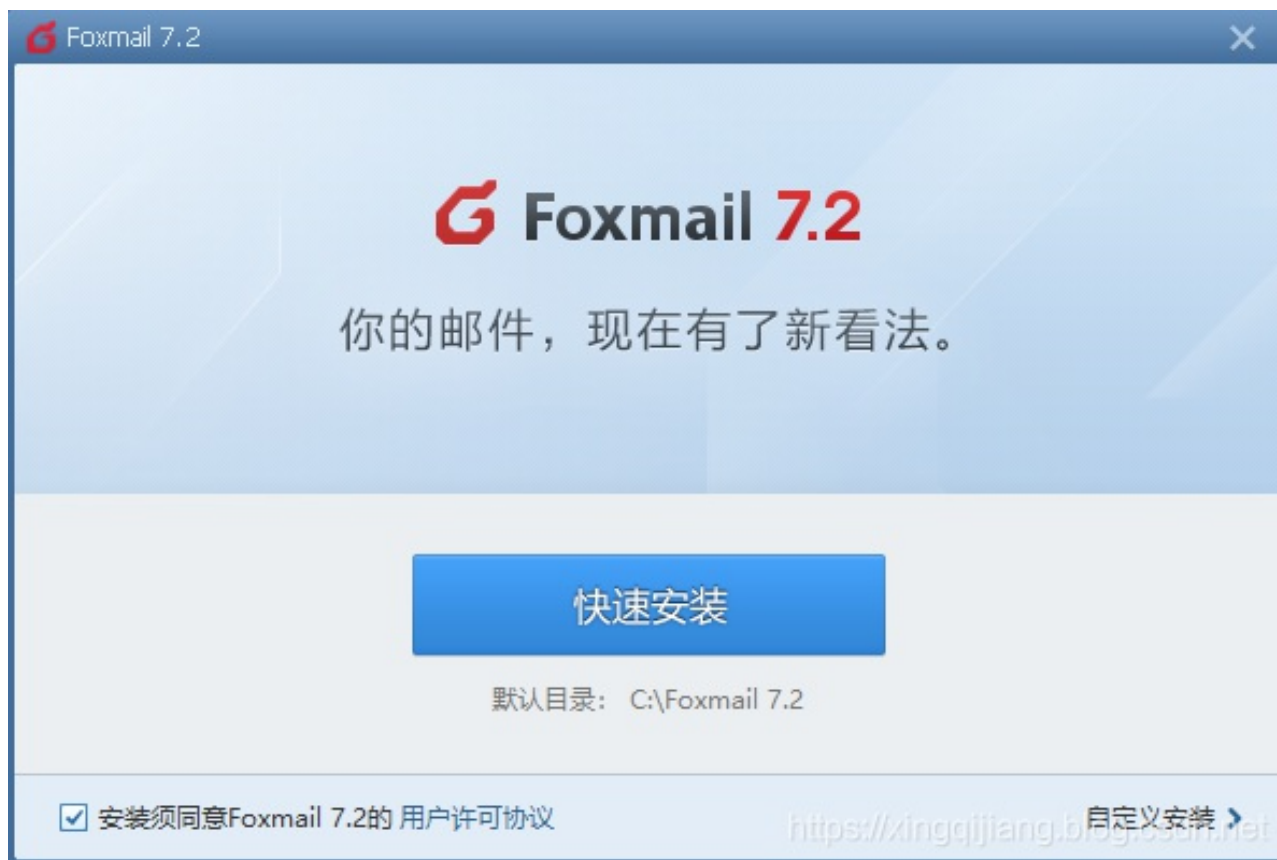 Foxmail 7.2
Foxmail 7.2
你的邮件，现在有了新看法。
快速安装
默认目录： C:\Foxmail 7.2
安装须同意Foxmail 7.2的 用户许可协议
自定义安装
https://xingqijiang.blog.csdn.net